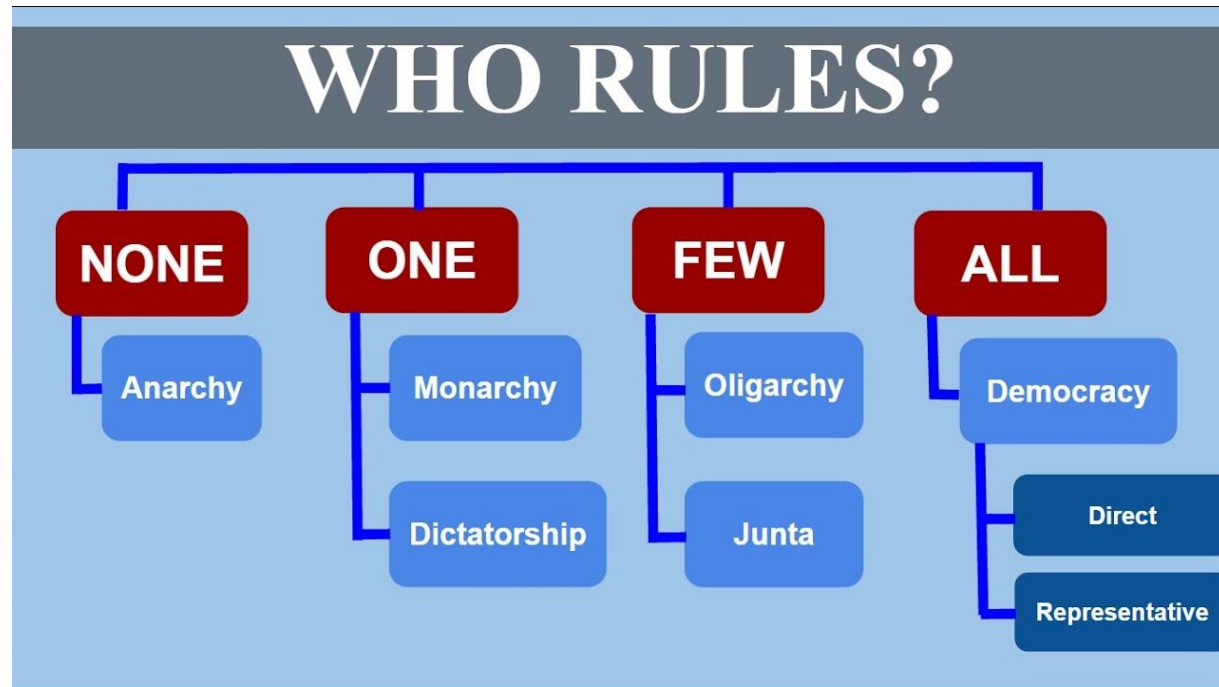 WHO RULES?
NONE
ONE
FEW
ALL
Anarchy
Monarchy
Oligarchy
Democracy
Dictatorship
Junta
Direct
Representative